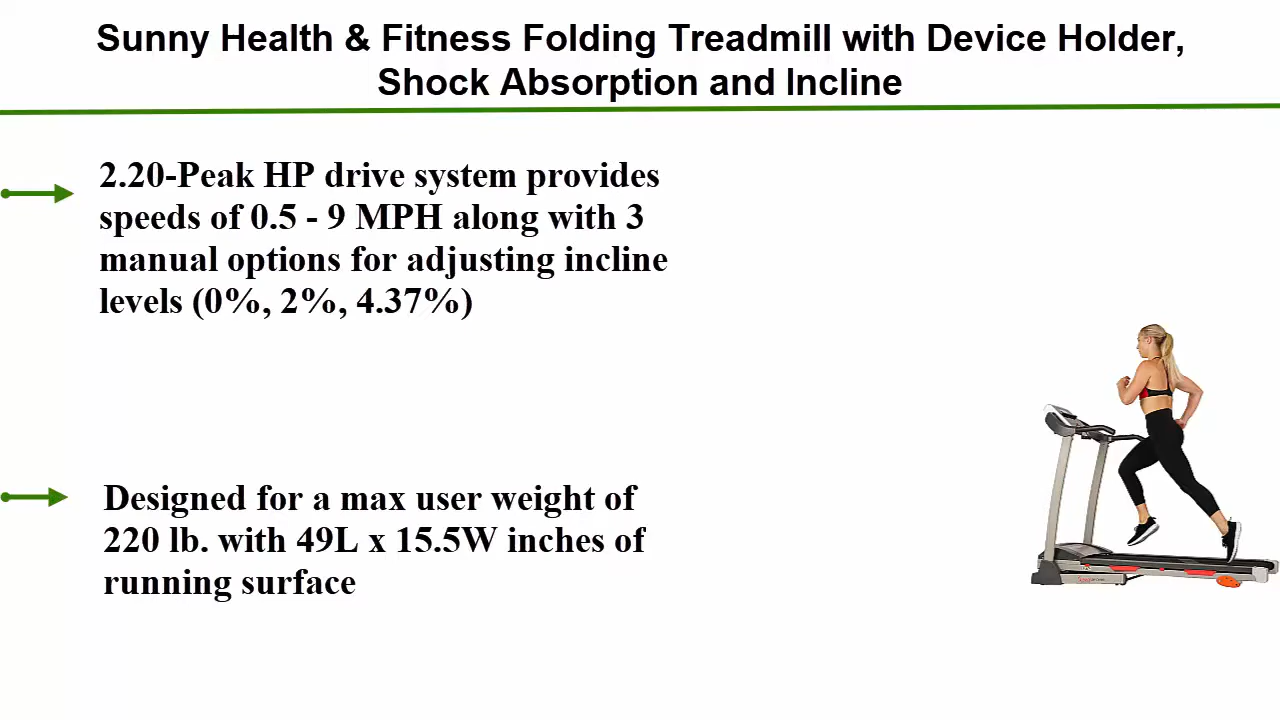 Sunny Health & Fitness Folding Treadmill with Device Holder,
Shock Absorption and Incline
2.20-Peak HP drive system provides
speeds of 0.5 - 9 MPH along with 3
manual options for adjusting incline
levels (0%, 2%, 4.37%)
Designed for a max user weight of
220 lb. with 49L x 15.5W inches of
running surface